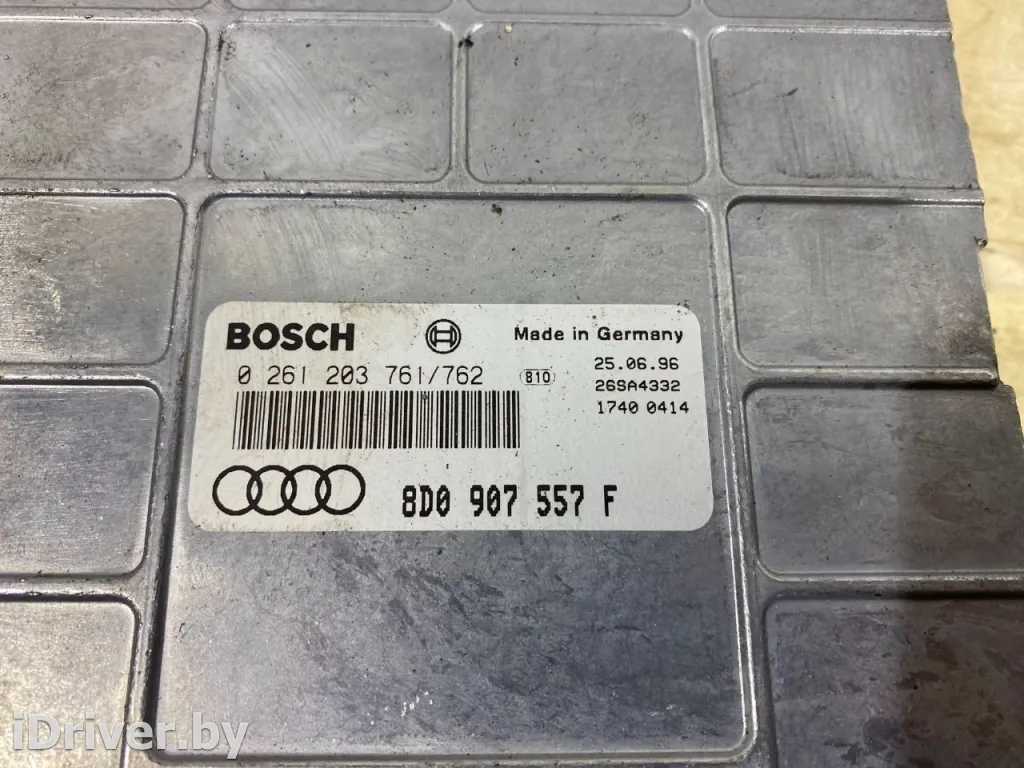 BOSCH
Made in Germany
0 261 203 761/762
B10
25.06.96
26SA4332
1740 0414
8D0 907 557 F
iDriver.by